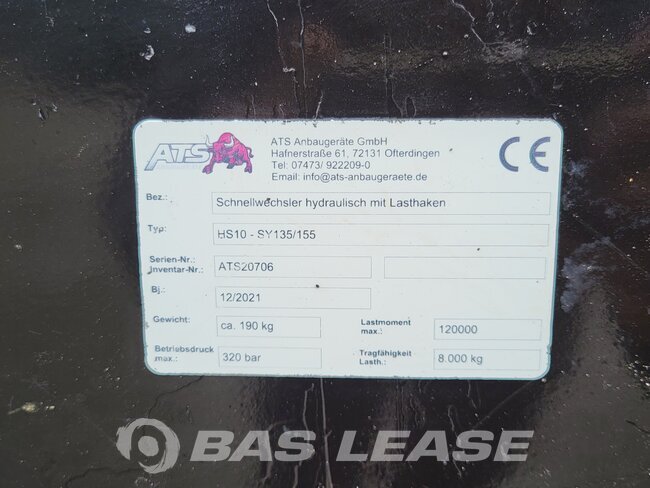 ATS
ATS Anbaugeräte GmbH
Hafnerstraße 61, 72131 Ofterdingen
Tel: 07473/ 922209-0
Email: info@ats-anbaugeraete.de
CE
Bez.: Schnellwechsler hydraulisch mit Lasthaken
Typ: HS10 - SY135/155
Serien-Nr.: ATS20706
Inventar-Nr.:
Bj.: 12/2021
Gewicht: ca. 190 kg
Lastmoment max.: 120000
Betriebsdruck max.: 320 bar
Tragfähigkeit Lasth.: 8.000 kg
BAS LEASE